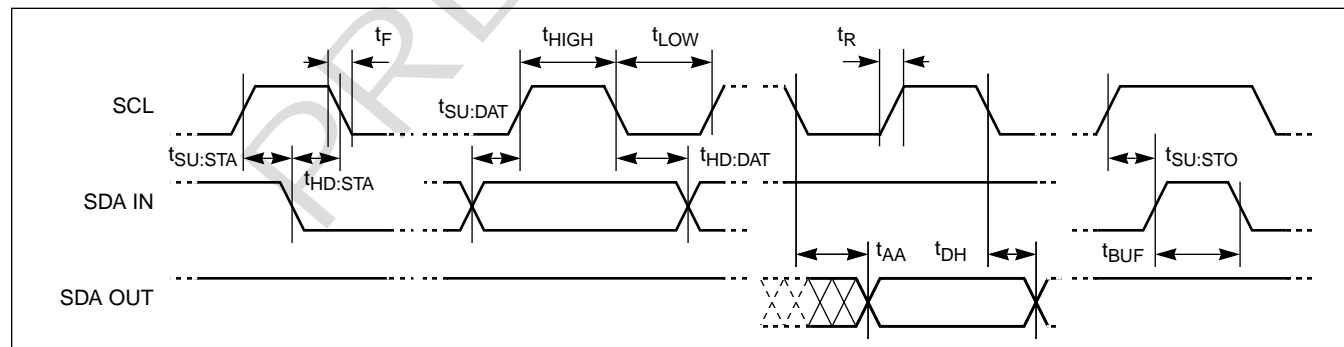 tF
tHIGH
tLOW
tR
SCL
tSU:DAT
tSU:STA
tHD:STA
tHD:DAT
tSU:STO
SDA IN
tAA
tDH
tBUF
SDA OUT